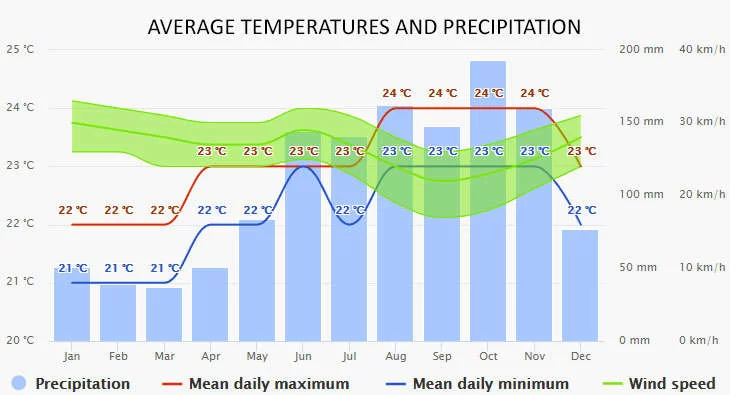 AVERAGE TEMPERATURES AND PRECIPITATION
25 °C 200 mm 40 km/h
24 °C 24 °C 24 °C 24 °C
24 °C 150 mm 30 km/h
23 °C 23 °C 23 °C 23 °C 23 °C 23 °C 23 °C 23 °C 23 °C
23 °C 100 mm 20 km/h
22 °C 22 °C 22 °C 22 °C 22 °C 22 °C 22 °C
22 °C
21 °C 21 °C 21 °C 50 mm 10 km/h
21 °C
20 °C 0 mm 0 km/h
Jan Feb Mar Apr May Jun Jul Aug Sep Oct Nov Dec
Precipitation Mean daily maximum Mean daily minimum Wind speed